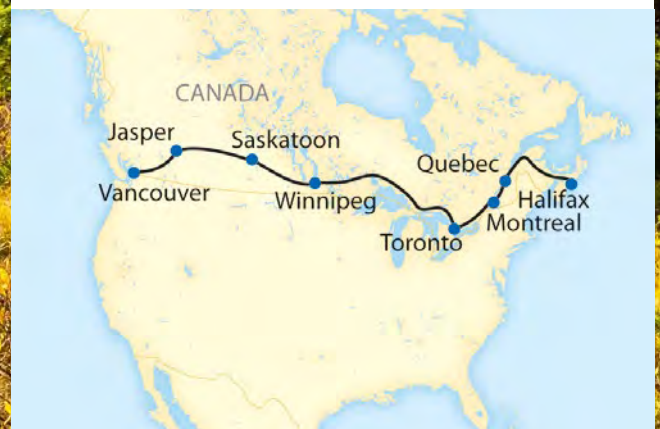 CANADA
Jasper
Saskatoon
Quebec
Vancouver
Winnipeg
Halifax
Montreal
Toronto